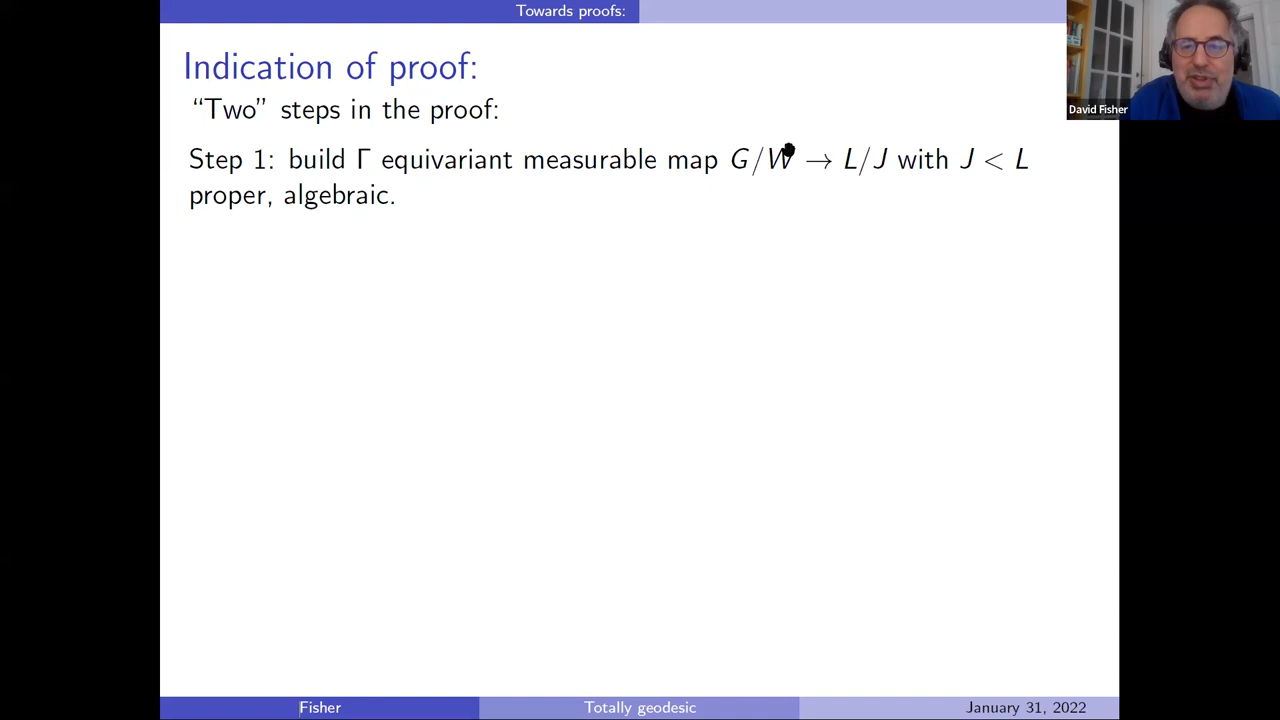 Towards proofs:
David Fisher
Indication of proof:
“Two” steps in the proof:
Step 1: build Γ equivariant measurable map G/W → L/J with J < L
proper, algebraic.
Fisher
Totally geodesic
January 31, 2022